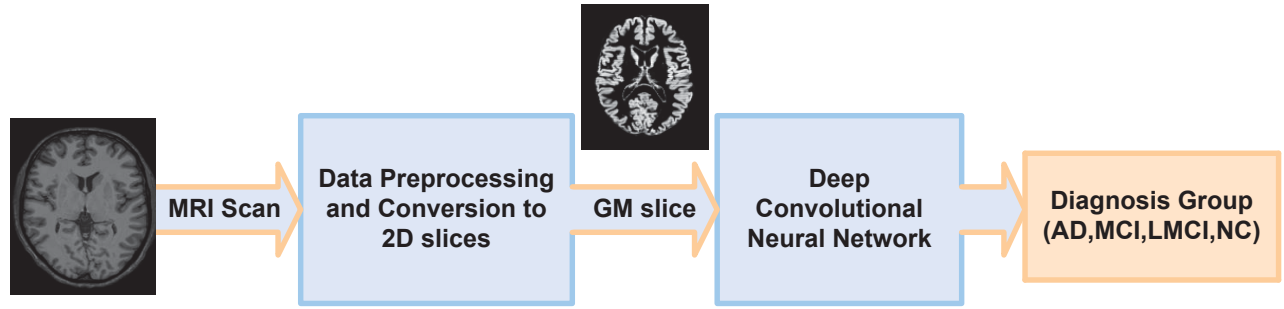 MRI Scan
Data Preprocessing
and Conversion to
2D slices
GM slice
Deep
Convolutional
Neural Network
Diagnosis Group
(AD,MCI,LMCI,NC)